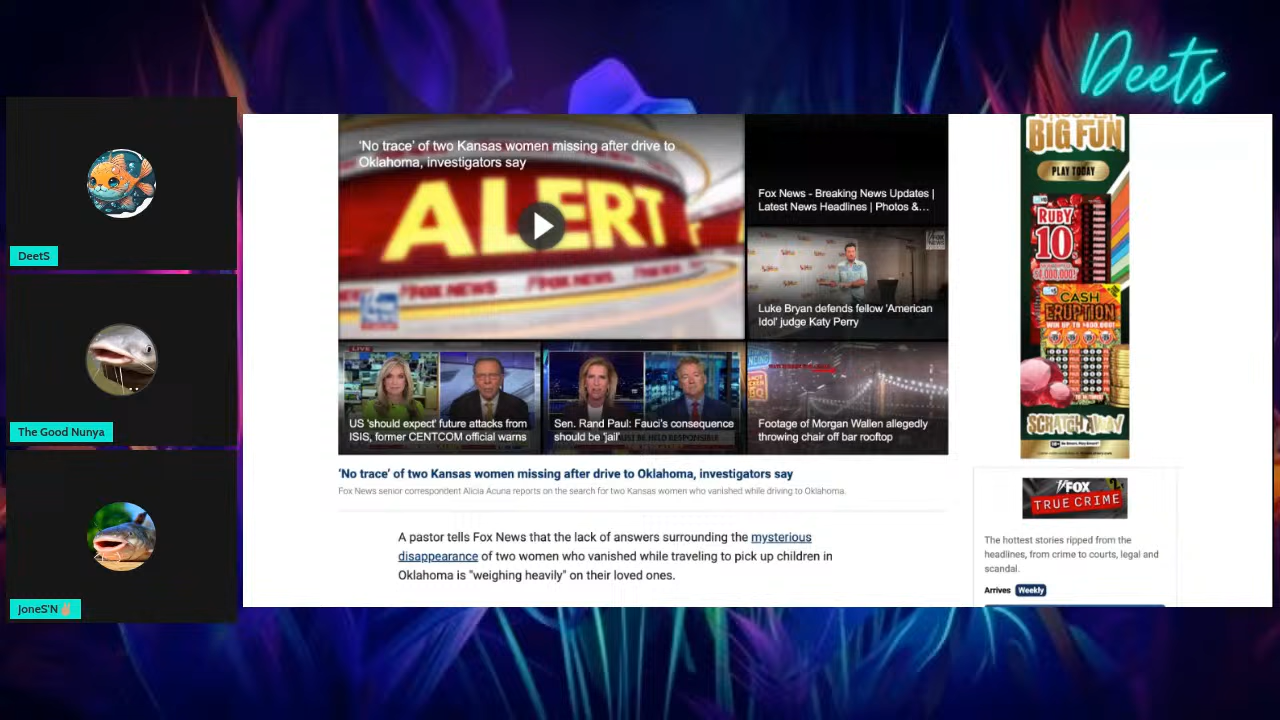 Deets
DeetS
The Good Nunya
JoneS'N✌🏼
'No trace' of two Kansas women missing after drive to
Oklahoma, investigators say
ALERT
FOX NEWS
Fox News - Breaking News Updates |
Latest News Headlines | Photos &...
Luke Bryan defends fellow 'American
Idol' judge Katy Perry
LIVE
US 'should expect' future attacks from
ISIS, former CENTCOM official warns
Sen. Rand Paul: Fauci's consequence
should be 'jail'
Footage of Morgan Wallen allegedly
throwing chair off bar rooftop
'No trace' of two Kansas women missing after drive to Oklahoma, investigators say
Fox News senior correspondent Alicia Acuna reports on the search for two Kansas women who vanished while driving to Oklahoma.
A pastor tells Fox News that the lack of answers surrounding the mysterious
disappearance of two women who vanished while traveling to pick up children in
Oklahoma is "weighing heavily" on their loved ones.
BIG FUN
PLAY TODAY
RUBY
10
CASH
ERUPTION
SCRATCH AWAY
FOX
TRUE CRIME
The hottest stories ripped from the
headlines, from crime to courts, legal and
scandal.
Arrives Weekly